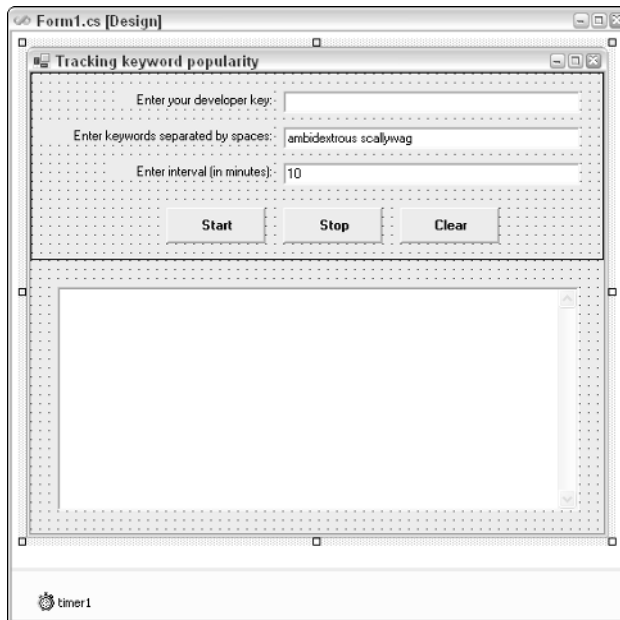 Form1.cs [Design]
Tracking keyword popularity
Enter your developer key:
Enter keywords separated by spaces: ambidextrous scallywag
Enter interval (in minutes): 10
Start Stop Clear
timer1